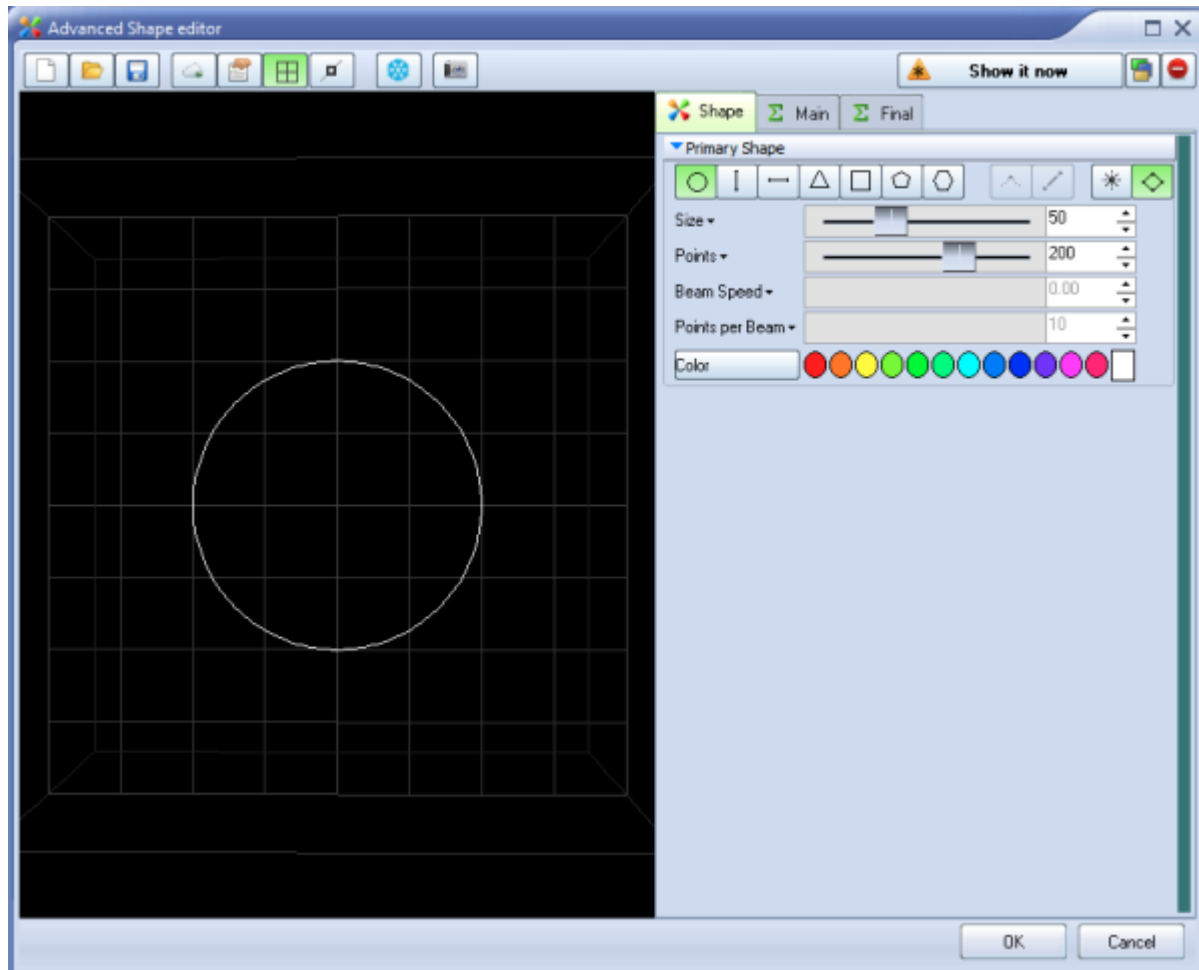 Advanced Shape editor
Show it now
Shape Main Final
Primary Shape
Size 50
Points 200
Beam Speed 0.00
Points per Beam 10
Color
OK Cancel